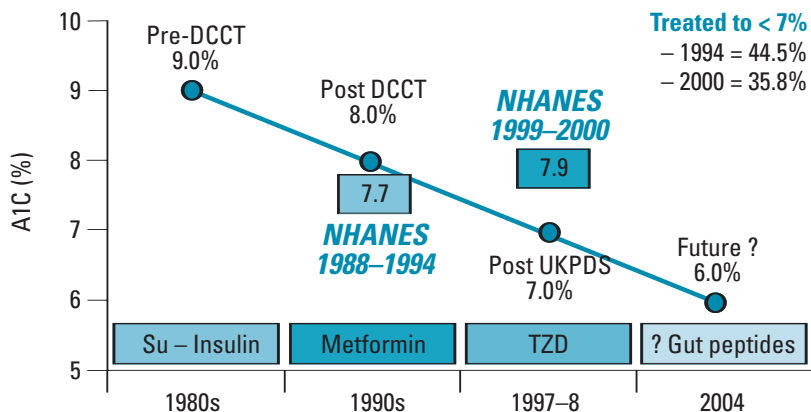 Treated to < 7%
– 1994 = 44.5%
– 2000 = 35.8%
A1C (%)
10
9
8
7
6
5
Pre-DCCT
9.0%
Post DCCT
8.0%
7.7
NHANES
1988–1994
NHANES
1999–2000
7.9
Post UKPDS
7.0%
Future ?
6.0%
Su – Insulin
Metformin
TZD
? Gut peptides
1980s
1990s
1997–8
2004